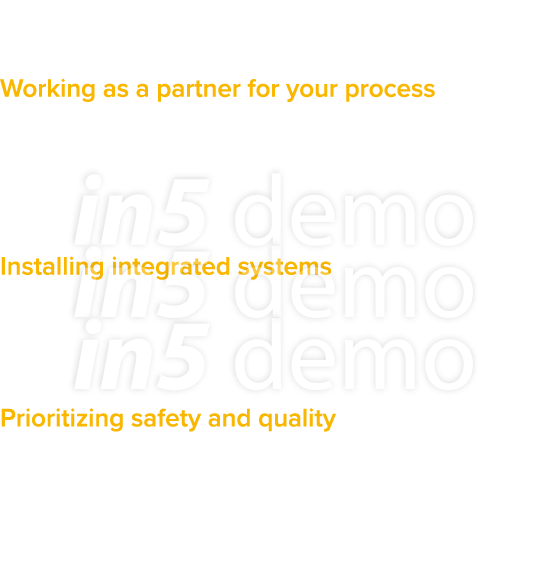 Working as a partner for your process
in5 demo
Installing integrated systems
in5 demo
in5 demo
Prioritizing safety and quality